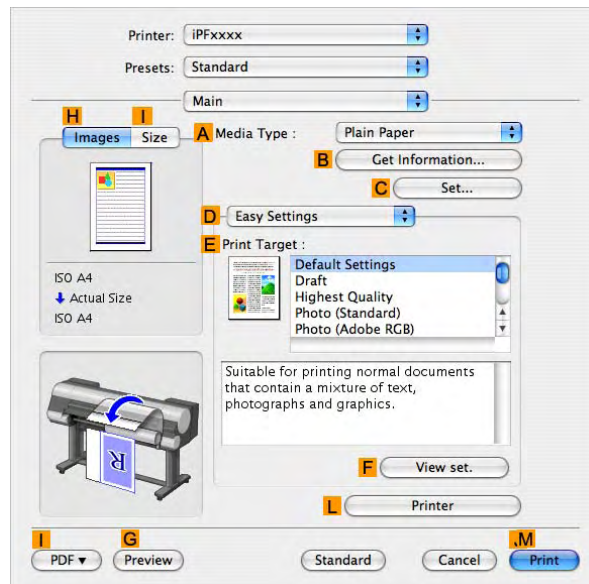 Printer: iPFxxxx
Presets: Standard
Main
H I
Images Size
A Media Type : Plain Paper
B Get Information...
C Set...
D Easy Settings
E Print Target :
Default Settings
Draft
Highest Quality
Photo (Standard)
Photo (Adobe RGB)
ISO A4
Actual Size
ISO A4
Suitable for printing normal documents
that contain a mixture of text,
photographs and graphics.
R
F View set.
L Printer
I G .M
PDF ▾ Preview Standard Cancel Print